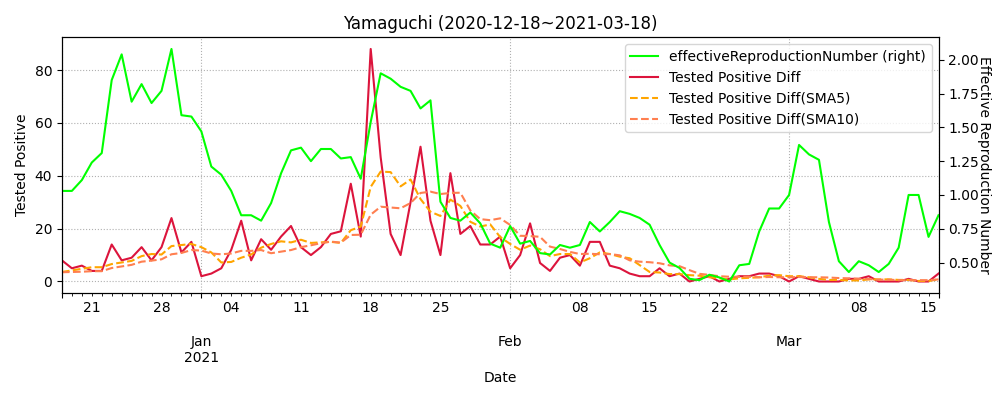 Yamaguchi (2020-12-18~2021-03-18)
effectiveReproductionNumber (right)
Tested Positive Diff
Tested Positive Diff(SMA5)
Tested Positive Diff(SMA10)
Tested Positive
80
60
40
20
0
2.00
1.75
1.50
1.25
1.00
0.75
0.50
Effective Reproduction Number
21 28 04 11 18 25 08 15 22 08 15
Jan Feb Mar
2021
Date